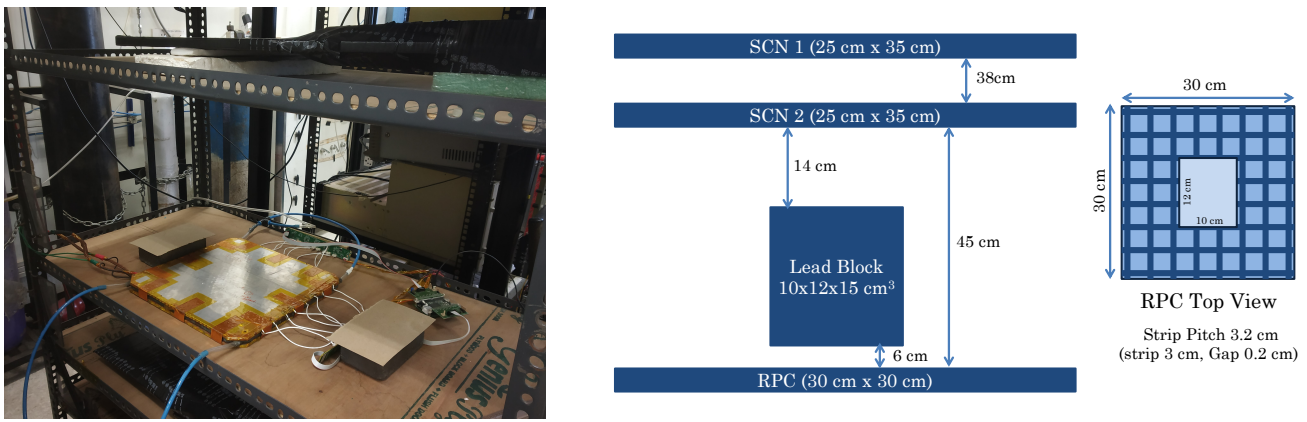 SCN 1 (25 cm x 35 cm)
38cm
SCN 2 (25 cm x 35 cm)
14 cm
45 cm
Lead Block
10x12x15 cm³
6 cm
RPC (30 cm x 30 cm)
30 cm
30 cm
12 cm
10 cm
RPC Top View
Strip Pitch 3.2 cm
(strip 3 cm, Gap 0.2 cm)
Genius